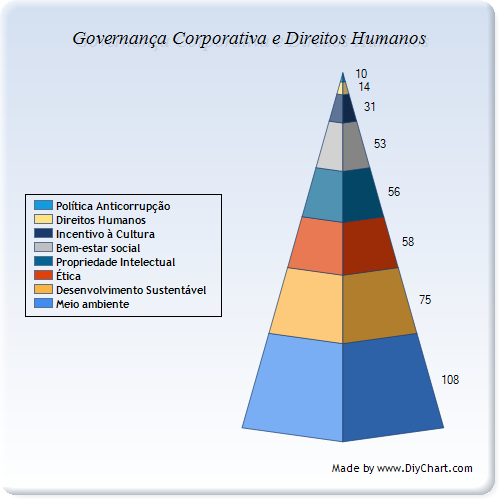 Governança Corporativa e Direitos Humanos
10
14
31
53
56
58
75
108
Política Anticorrupção
Direitos Humanos
Incentivo à Cultura
Bem-estar social
Propriedade Intelectual
Ética
Desenvolvimento Sustentável
Meio ambiente
Made by www.DiyChart.com